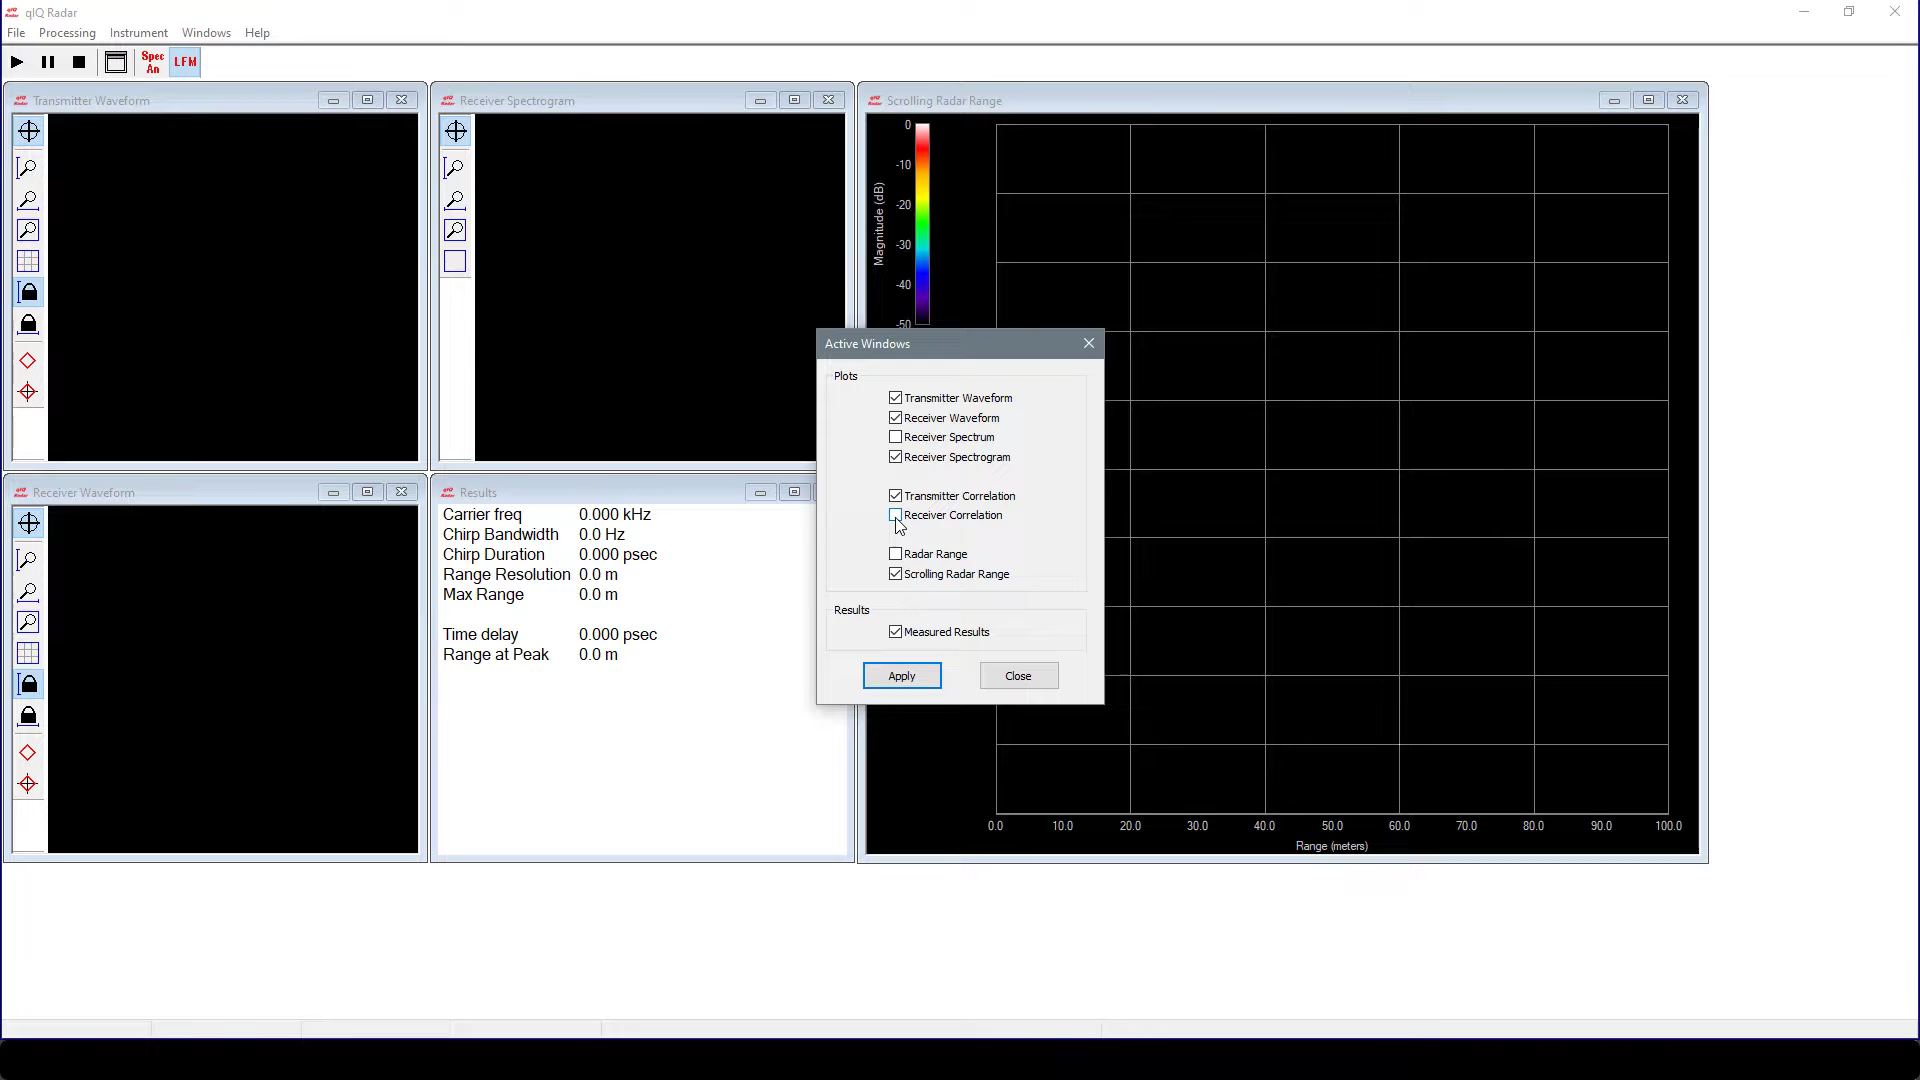 qIQ Radar
File Processing Instrument Windows Help
Spec An
LFM
Transmitter Waveform
Receiver Spectrogram
Scrolling Radar Range
0
-10
-20
-30
-40
-50
Magnitude (dB)
Active Windows
Plots
Transmitter Waveform
Receiver Waveform
Receiver Spectrum
Receiver Spectrogram
Transmitter Correlation
Receiver Correlation
Radar Range
Scrolling Radar Range
Results
Measured Results
Apply Close
Receiver Waveform
Results
Carrier freq 0.000 kHz
Chirp Bandwidth 0.0 Hz
Chirp Duration 0.000 psec
Range Resolution 0.0 m
Max Range 0.0 m
Time delay 0.000 psec
Range at Peak 0.0 m
0.0 10.0 20.0 30.0 40.0 50.0 60.0 70.0 80.0 90.0 100.0
Range (meters)